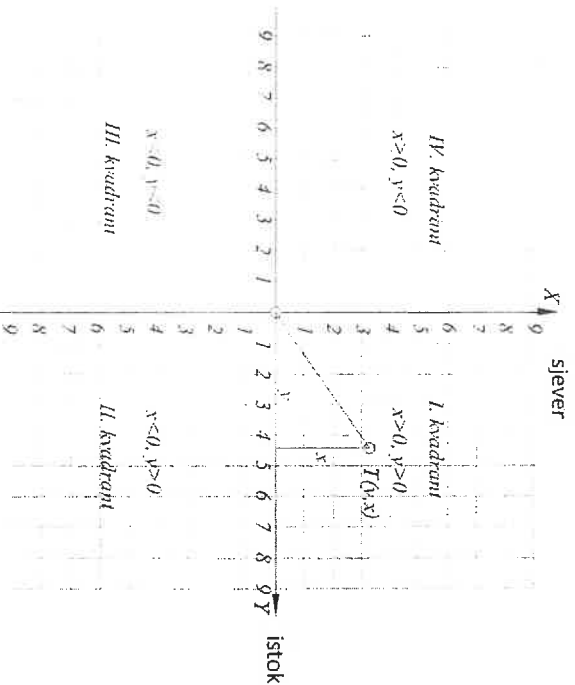 X sjever
9
8
7
6
5
4
3
2
1
IV. kvadrant
x>0, y<0
I. kvadrant
x>0, y>0
T(y,x)
x
y
9 8 7 6 5 4 3 2 1 1 2 3 4 5 6 7 8 9 Y istok
1
2
3
4
5
6
7
8
9
x<0, y<0
III. kvadrant
x<0, y>0
II. kvadrant